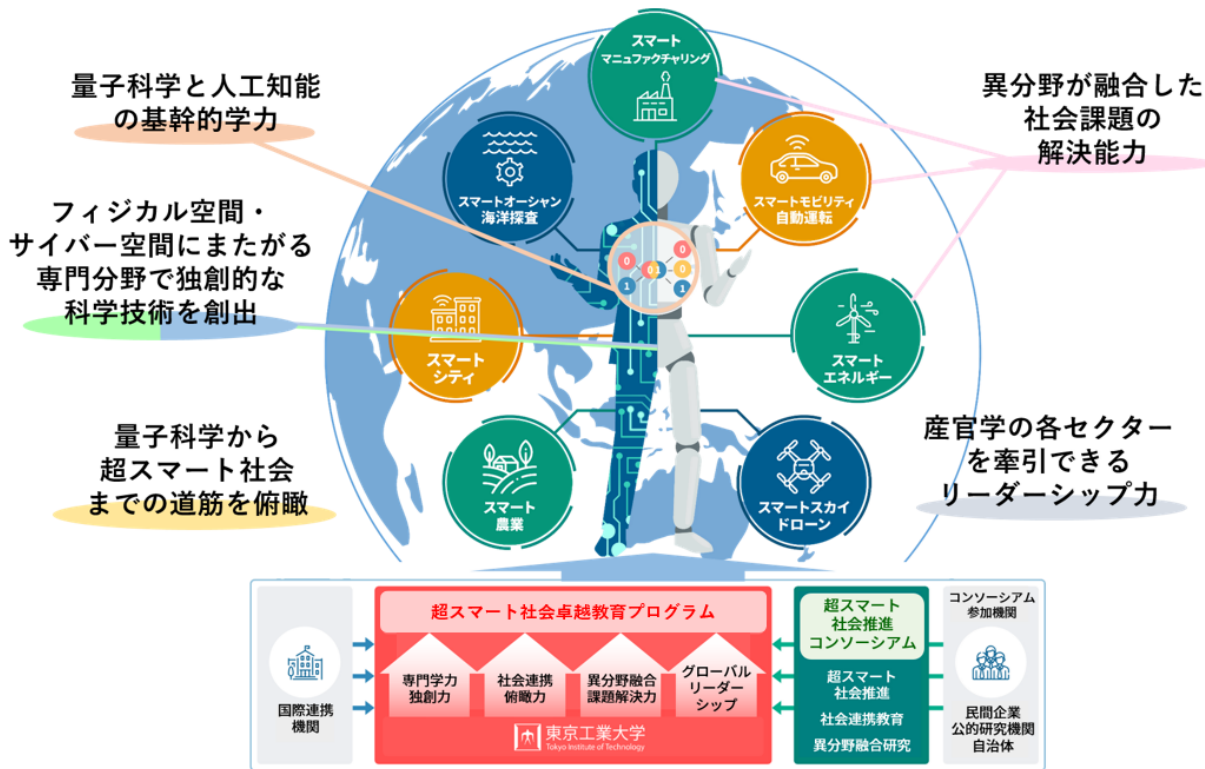 スマート
マニュファクチャリング
量子科学と人工知能
の基幹的学力
異分野が融合した
社会課題の
解決能力
スマートオーシャン
海洋探査
スマートモビリティ
自動運転
フィジカル空間・
サイバー空間にまたがる
専門分野で独創的な
科学技術を創出
0
0
0 1
0
1
1
スマート
シティ
スマート
エネルギー
量子科学から
超スマート社会
までの道筋を俯瞰
産官学の各セクター
を牽引できる
リーダーシップ力
スマート
農業
スマートスカイ
ドローン
国際連携
機関
超スマート社会卓越教育プログラム
専門学力
独創力
社会連携
俯瞰力
異分野融合
課題解決力
グローバル
リーダー
シップ
東京工業大学
Tokyo Institute of Technology
超スマート
社会推進
コンソーシアム
超スマート
社会推進
社会連携教育
異分野融合研究
コンソーシアム
参加機関
民間企業
公的研究機関
自治体